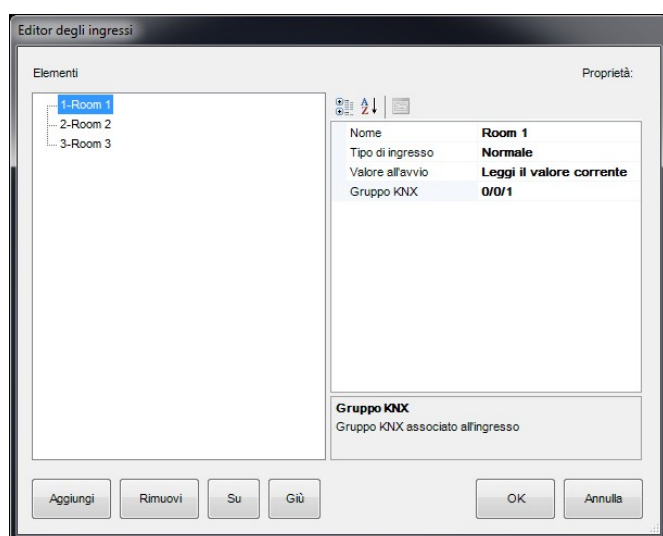 Editor degli ingressi
Elementi
Proprietà:
1-Room 1
2-Room 2
3-Room 3
Nome Room 1
Tipo di ingresso Normale
Valore all'avvio Leggi il valore corrente
Gruppo KNX 0/0/1
Gruppo KNX
Gruppo KNX associato all'ingresso
Aggiungi Rimuovi Su Giù OK Annulla